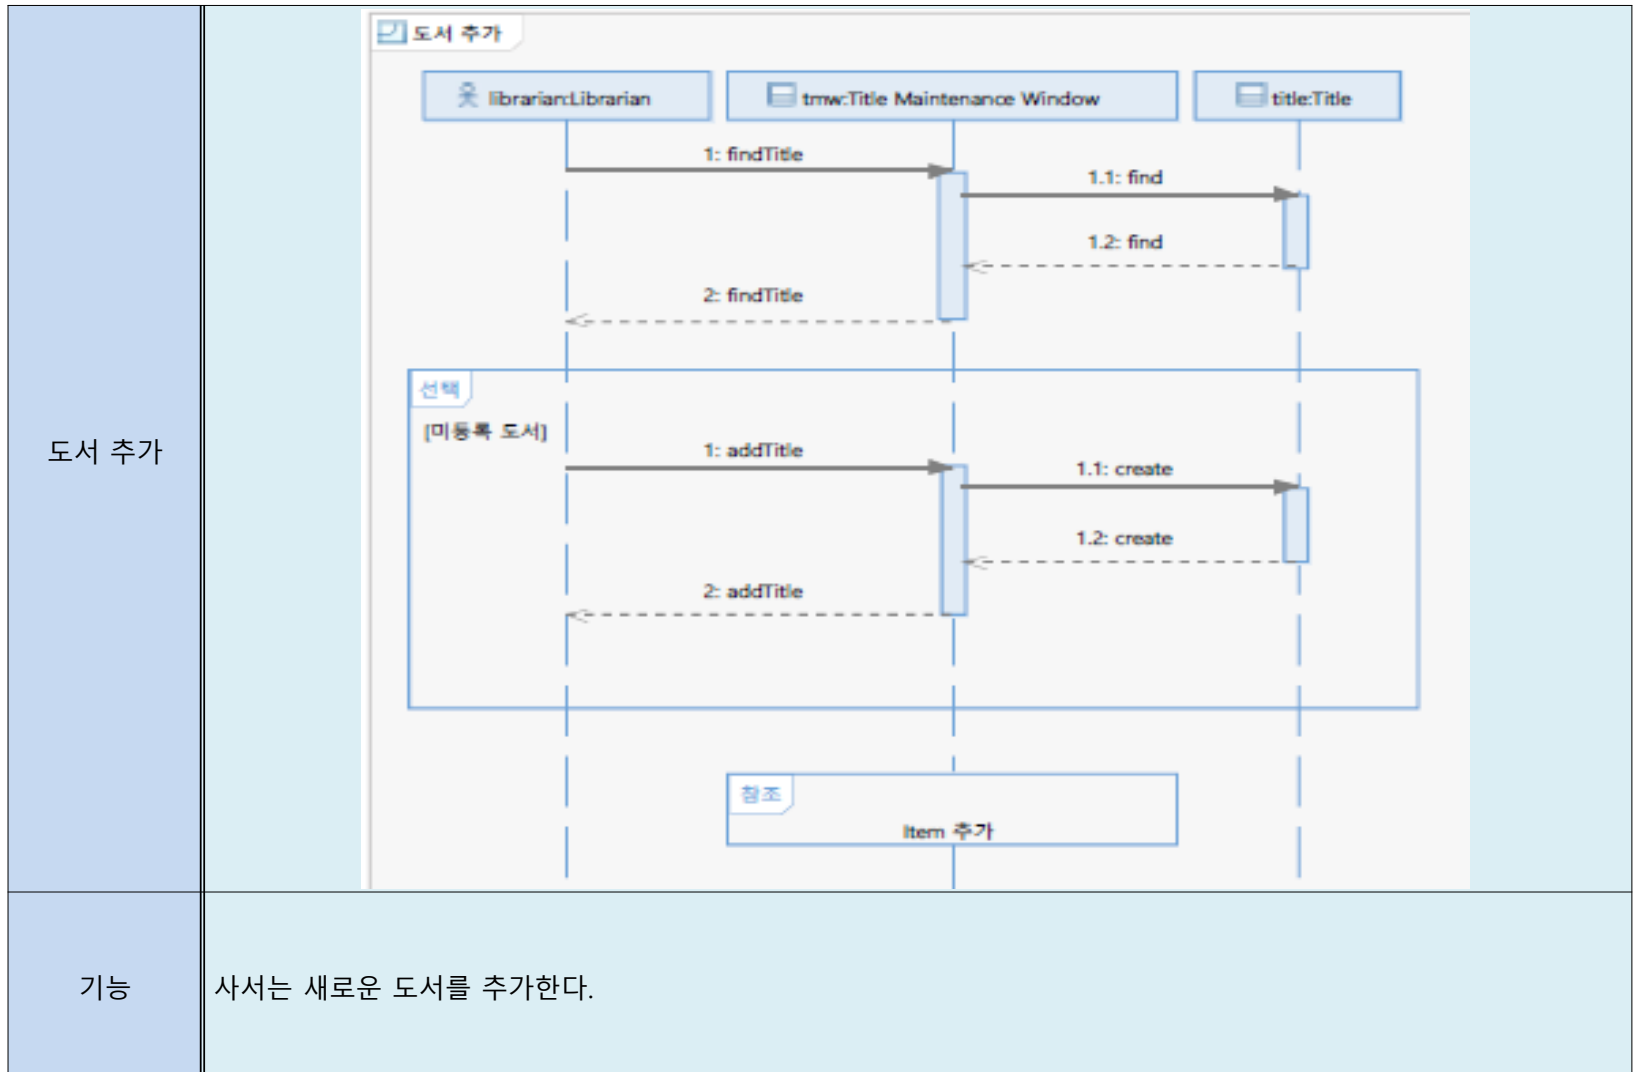 도서 추가
librarian:Librarian
tmw:Title Maintenance Window
title:Title
1: findTitle
1.1: find
1.2: find
2: findTitle
선택
[미등록 도서]
1: addTitle
1.1: create
1.2: create
2: addTitle
참조
Item 추가
도서 추가
기능
사서는 새로운 도서를 추가한다.